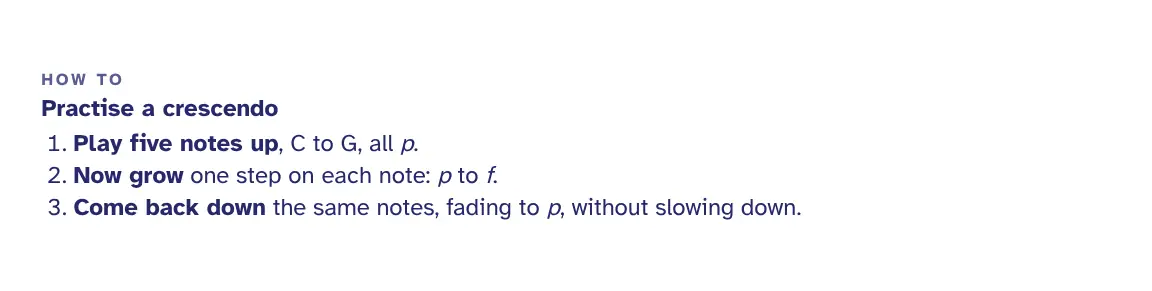 HOW TO
Practise a crescendo
1. Play five notes up, C to G, all p.
2. Now grow one step on each note: p to f.
3. Come back down the same notes, fading to p, without slowing down.